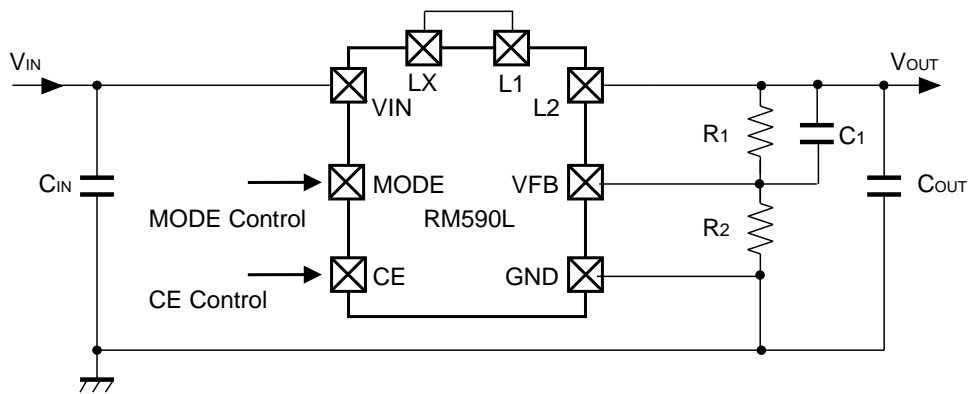 VIN
LX
L1
VOUT
VIN
L2
R1
C1
CIN
MODE
VFB
COUT
MODE Control
RM590L
R2
CE
GND
CE Control